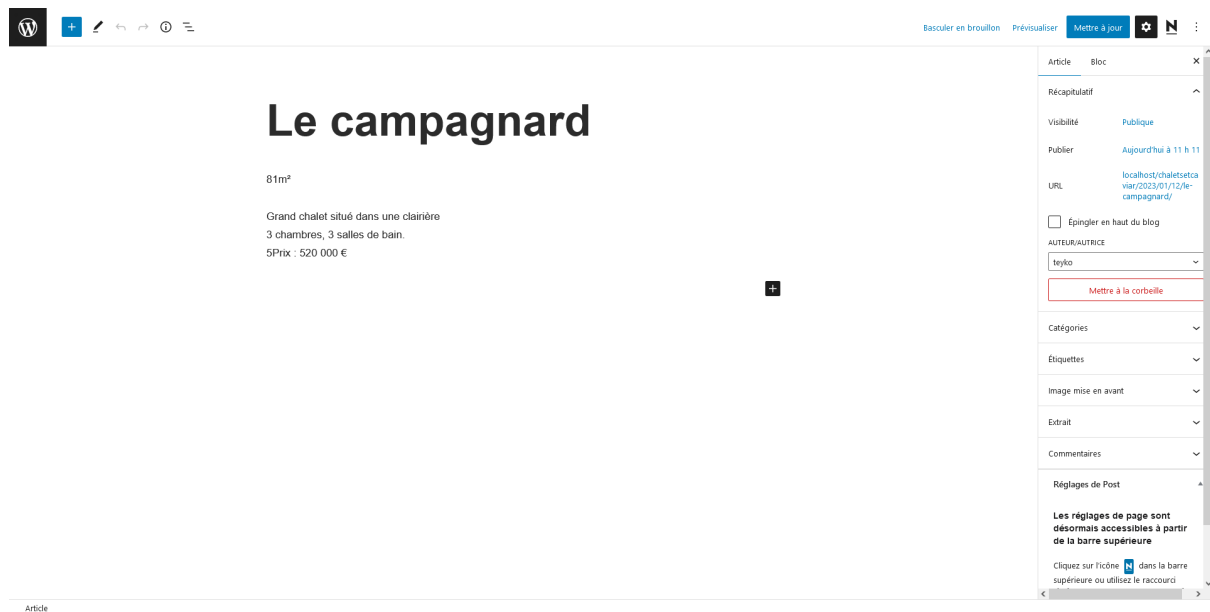 Basculer en brouillon Prévisualiser Mettre à jour
Article Bloc
Récapitulatif
Visibilité Publique
Publier Aujourd'hui à 11 h 11
URL localhost/chaletsetca
viar/2023/01/12/le-
campagnard/
Épingler en haut du blog
AUTEUR/AUTRICE
teyko
Mettre à la corbeille
Catégories
Étiquettes
Image mise en avant
Extrait
Commentaires
Réglages de Post
Les réglages de page sont
désormais accessibles à partir
de la barre supérieure
Cliquez sur l'icône N dans la barre
supérieure ou utilisez le raccourci
Le campagnard
81m²
Grand chalet situé dans une clairière
3 chambres, 3 salles de bain.
5Prix : 520 000 €
Article